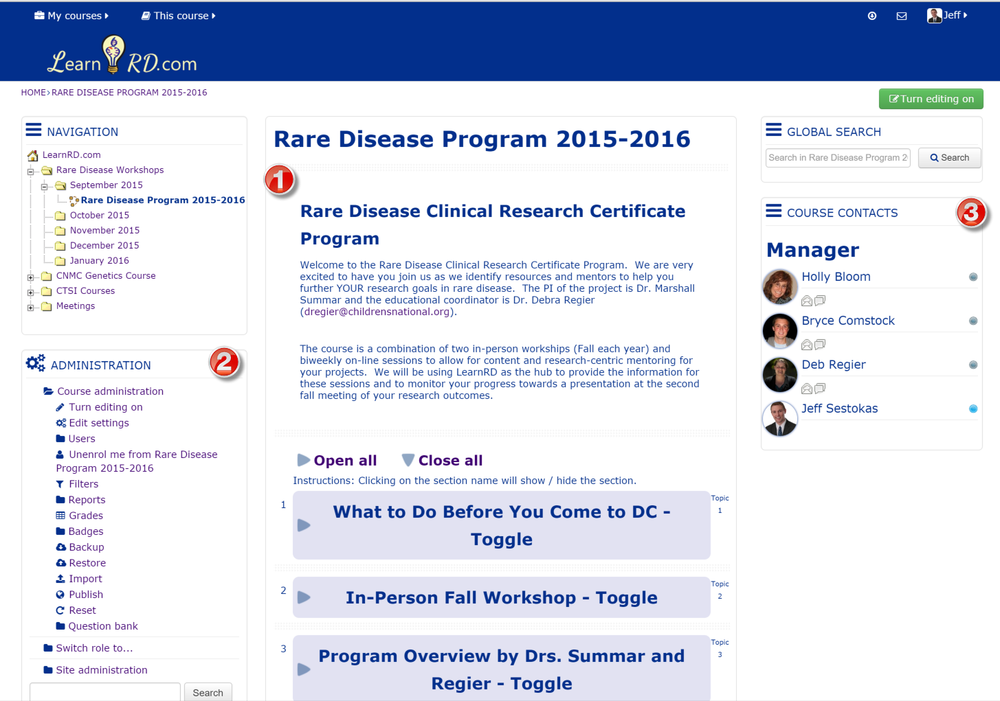 My courses
This course
Jeff
Learn RD.com
HOME › RARE DISEASE PROGRAM 2015-2016
Turn editing on
NAVIGATION
LearnRD.com
Rare Disease Workshops
September 2015
Rare Disease Program 2015-2016
October 2015
November 2015
December 2015
January 2016
CNMC Genetics Course
CTSI Courses
Meetings
2
ADMINISTRATION
Course administration
Turn editing on
Edit settings
Users
Unenrol me from Rare Disease
Program 2015-2016
Filters
Reports
Grades
Badges
Backup
Restore
Import
Publish
Reset
Question bank
Switch role to...
Site administration
Search
Rare Disease Program 2015-2016
1
Rare Disease Clinical Research Certificate
Program
Welcome to the Rare Disease Clinical Research Certificate Program.  We are very
excited to have you join us as we identify resources and mentors to help you
further YOUR research goals in rare disease.  The PI of the project is Dr. Marshall
Summar and the educational coordinator is Dr. Debra Regier
(dregier@childrensnational.org).
The course is a combination of two in-person workships (Fall each year) and
biweekly on-line sessions to allow for content and research-centric mentoring for
your projects.  We will be using LearnRD as the hub to provide the information for
these sessions and to monitor your progress towards a presentation at the second
fall meeting of your research outcomes.
Open all
Close all
Instructions: Clicking on the section name will show / hide the section.
1
What to Do Before You Come to DC -
Toggle
Topic
1
2
In-Person Fall Workshop - Toggle
Topic
2
3
Program Overview by Drs. Summar and
Regier - Toggle
Topic
3
GLOBAL SEARCH
Search in Rare Disease Program 2
Search
COURSE CONTACTS
3
Manager
Holly Bloom
Bryce Comstock
Deb Regier
Jeff Sestokas